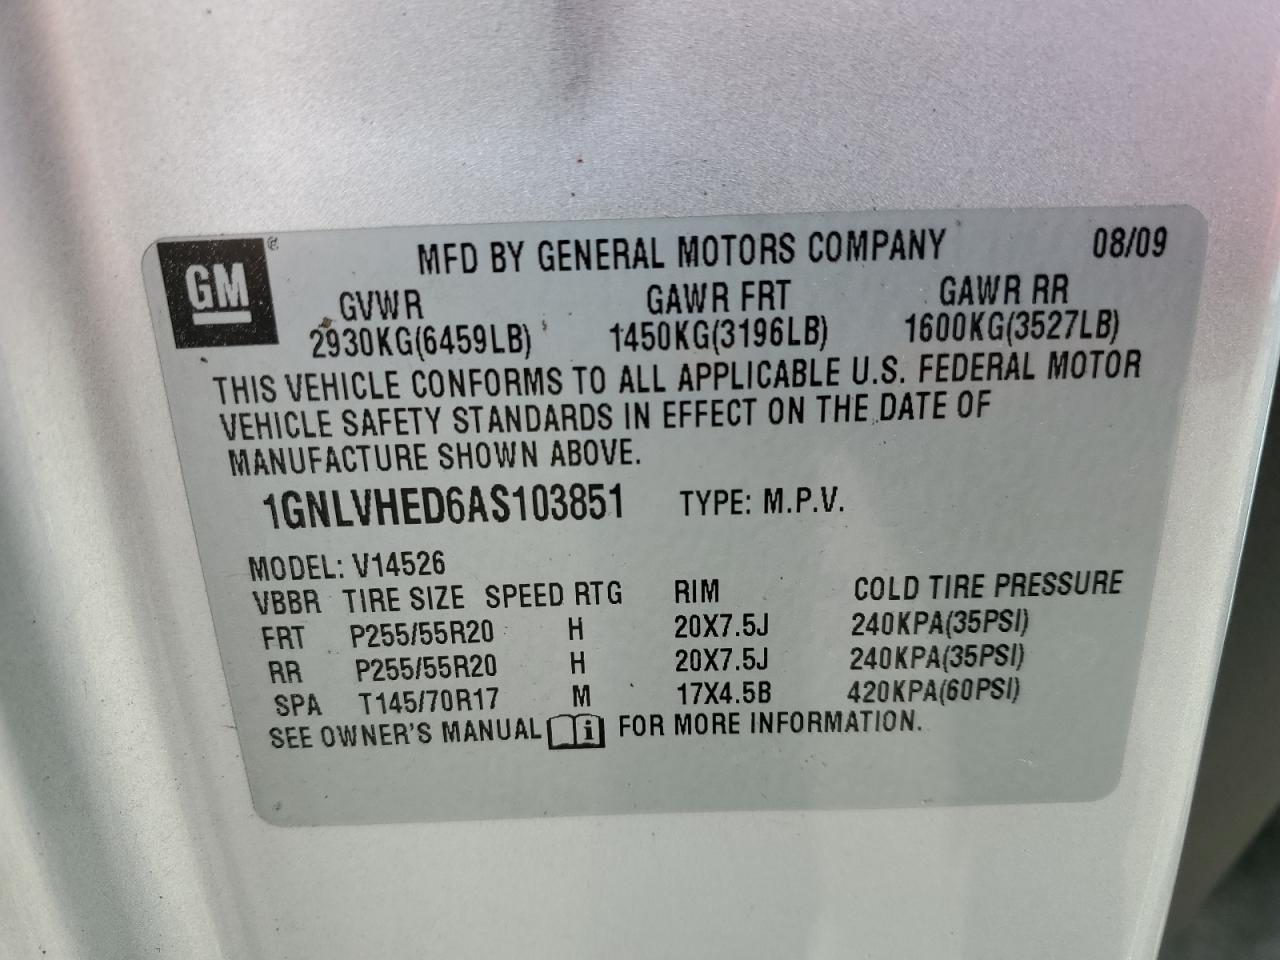 GM ®
MFD BY GENERAL MOTORS COMPANY 08/09
GVWR GAWR FRT GAWR RR
2930KG(6459LB) 1450KG(3196LB) 1600KG(3527LB)
THIS VEHICLE CONFORMS TO ALL APPLICABLE U.S. FEDERAL MOTOR
VEHICLE SAFETY STANDARDS IN EFFECT ON THE DATE OF
MANUFACTURE SHOWN ABOVE.
1GNLVHED6AS103851 TYPE: M.P.V.
MODEL: V14526
VBBR TIRE SIZE SPEED RTG RIM COLD TIRE PRESSURE
FRT P255/55R20 H 20X7.5J 240KPA(35PSI)
RR P255/55R20 H 20X7.5J 240KPA(35PSI)
SPA T145/70R17 M 17X4.5B 420KPA(60PSI)
SEE OWNER'S MANUAL i FOR MORE INFORMATION.